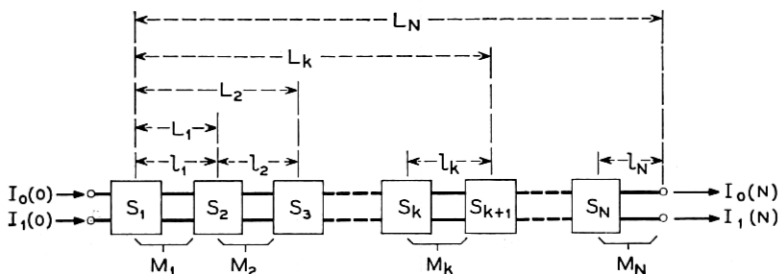 L_N
L_k
L_2
L_1
l_1 l_2 l_k l_N
I_0(0) I_0(N)
S_1 S_2 S_3 S_k S_{k+1} S_N
I_1(0) I_1(N)
M_1 M_2 M_k M_N